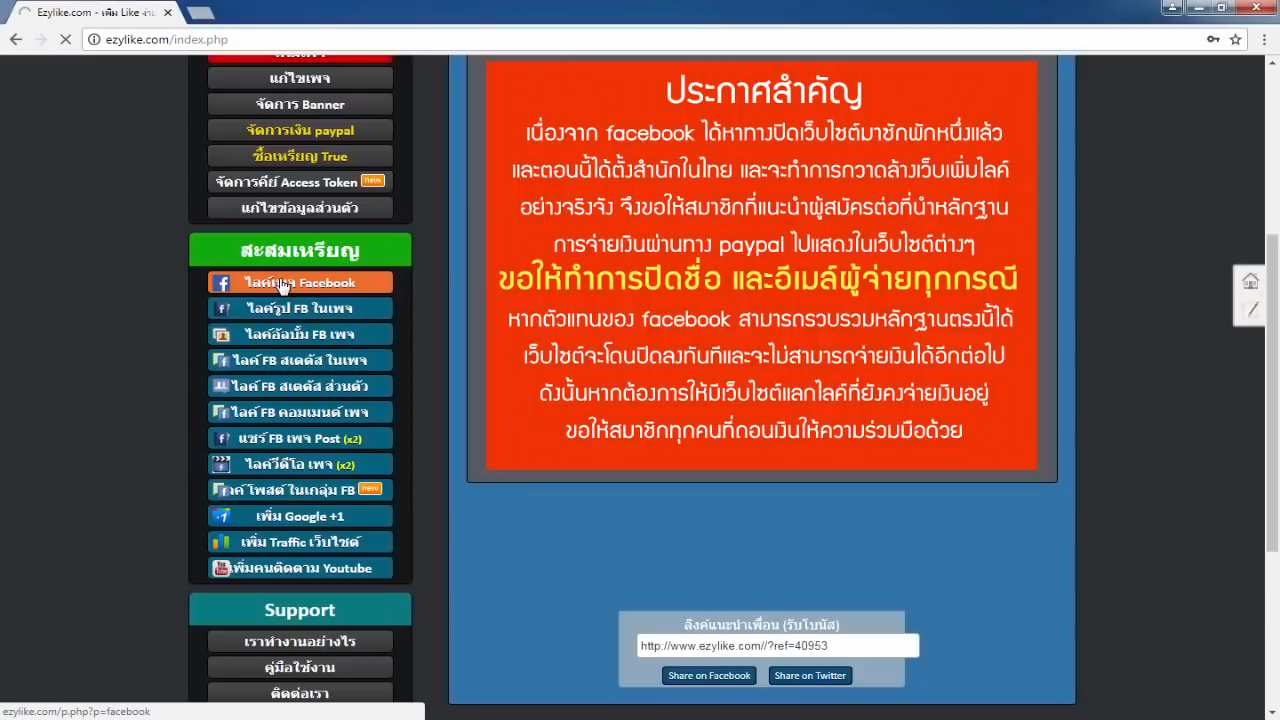 Ezylike.com - เพิ่ม Like
ezylike.com/index.php
แก้ไขเพจ
จัดการ Banner
จัดการเงิน paypal
ซื้อเหรียญ True
จัดการคีย์ Access Token new
แก้ไขข้อมูลส่วนตัว
สะสมเหรียญ
Facebook
ไลค์รูป FB ในเพจ
ไลค์อัลบั้ม FB เพจ
ไลค์ FB สเตตัส ในเพจ
ไลค์ FB สเตตัส ส่วนตัว
ไลค์ FB คอมเมนต์ เพจ
แชร์ FB เพจ Post (x2)
ไลค์วีดีโอ เพจ (x2)
โพสต์ ในเกลุ่ม FB new
เพิ่ม Google +1
เพิ่ม Traffic เว็บไซต์
เพิ่มคนติดตาม Youtube
Support
เราทำงานอย่างไร
คู่มือใช้งาน
ติดต่อเรา
ประกาศสำคัญ
เนื่องจาก facebook ได้หาทางปิดเว็บไซต์มาซักพักหนึ่งแล้ว
และตอนนี้ได้ตั้งสำนักในไทย และจะทำการกวาดล้างเว็บเพิ่มไลค์
อย่างจริงจัง จึงขอให้สมาชิกที่แนะนำผู้สมัครต่อที่นำหลักฐาน
การจ่ายเงินผ่านทาง paypal ไปแสดงในเว็บไซต์ต่างๆ
ขอให้ทำการปิดชื่อ และอีเมล์ผู้จ่ายทุกกรณี
หากตัวแทนของ facebook สามารถรวบรวมหลักฐานตรงนี้ได้
เว็บไซต์จะโดนปิดลงทันทีและจะไม่สามารถจ่ายเงินได้อีกต่อไป
ดังนั้นหากต้องการให้มีเว็บไซต์แลกไลค์ที่ยังคงจ่ายเงินอยู่
ขอให้สมาชิกทุกคนที่ถอนเงินให้ความร่วมมือด้วย
ลิงค์แนะนำเพื่อน (รับโบนัส)
http://www.ezylike.com//?ref=40953
Share on Facebook Share on Twitter
ezylike.com/p.php?p=facebook